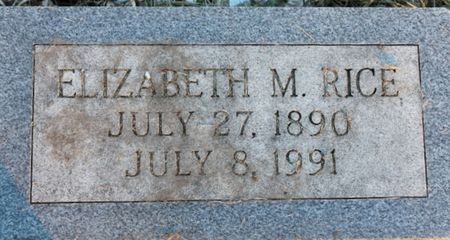 ELIZABETH M. RICE
JULY 27, 1890
JULY 8, 1991